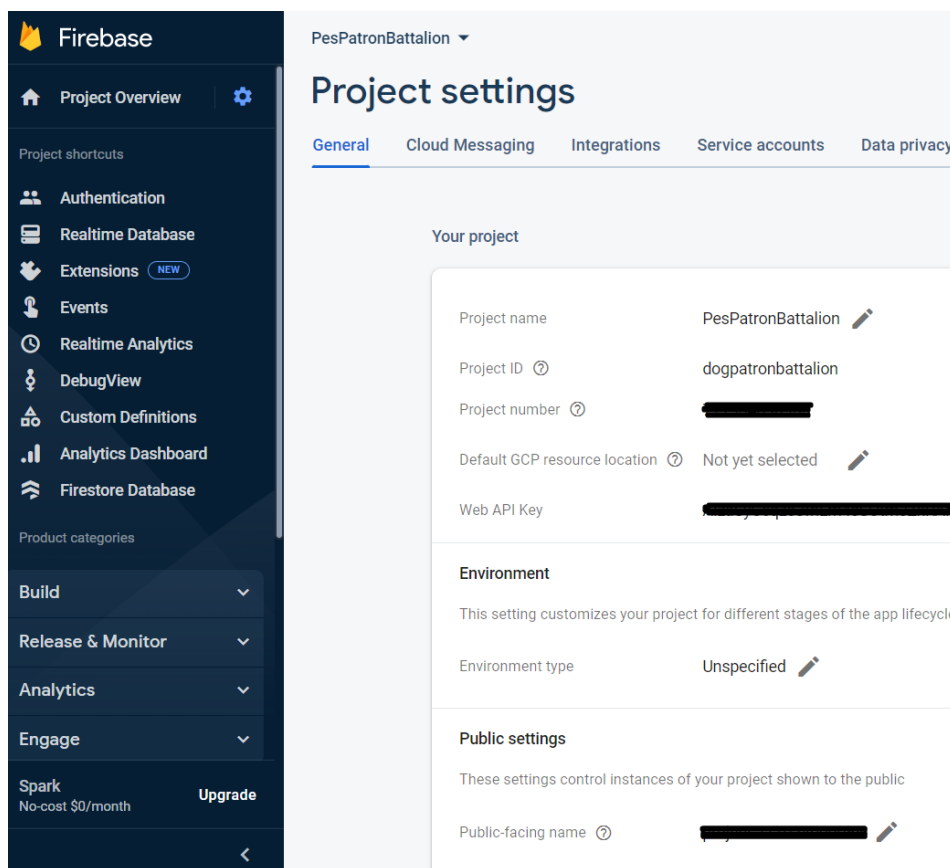 Firebase
Project Overview
Project shortcuts
Authentication
Realtime Database
Extensions NEW
Events
Realtime Analytics
DebugView
Custom Definitions
Analytics Dashboard
Firestore Database
Product categories
Build
Release & Monitor
Analytics
Engage
Spark
No-cost $0/month
Upgrade
PesPatronBattalion
Project settings
General Cloud Messaging Integrations Service accounts Data privacy
Your project
Project name PesPatronBattalion
Project ID dogpatronbattalion
Project number
Default GCP resource location Not yet selected
Web API Key
Environment
This setting customizes your project for different stages of the app lifecycle
Environment type Unspecified
Public settings
These settings control instances of your project shown to the public
Public-facing name